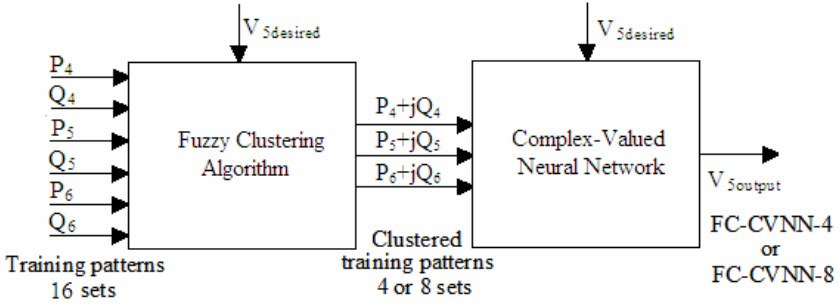 V5desired
V5desired
P4
Q4
P5
Q5
P6
Q6
Fuzzy Clustering
Algorithm
P4+jQ4
P5+jQ5
P6+jQ6
Complex-Valued
Neural Network
V5output
Training patterns
16 sets
Clustered
training patterns
4 or 8 sets
FC-CVNN-4
or
FC-CVNN-8